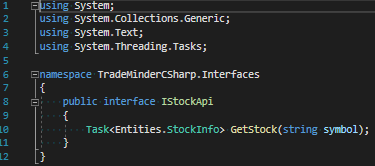 1 using System;
2 using System.Collections.Generic;
3 using System.Text;
4 using System.Threading.Tasks;
5
6 namespace TradeMinderCSharp.Interfaces
7 {
8 public interface IStockApi
9 {
10 Task<Entities.StockInfo> GetStock(string symbol);
11 }
12 }